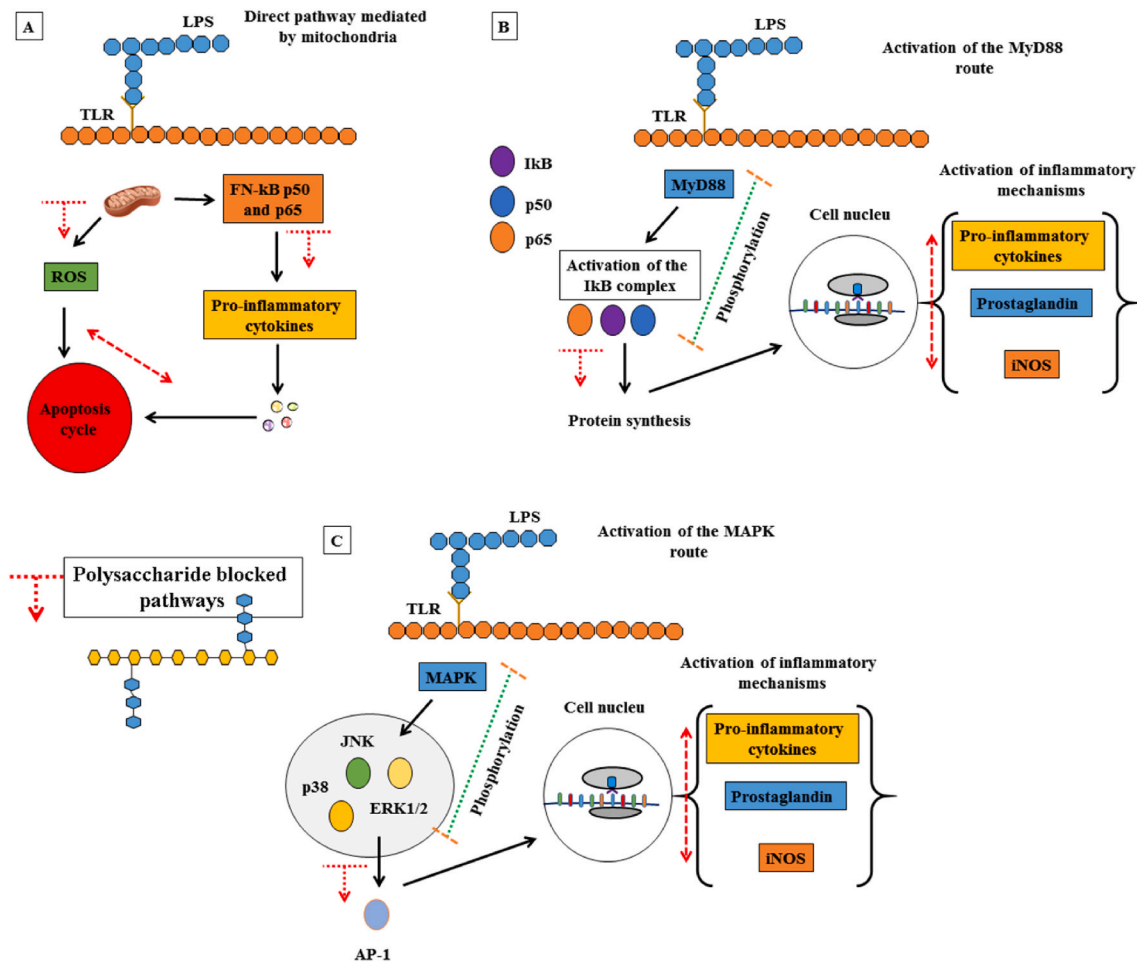 A
LPS
Direct pathway mediated
by mitochondria
TLR
FN-kB p50
and p65
ROS
Pro-inflammatory
cytokines
Apoptosis
cycle
B
LPS
Activation of the MyD88
route
TLR
IkB
p50
p65
MyD88
Phosphorylation
Activation of the
IkB complex
Protein synthesis
Cell nucleu
Activation of inflammatory
mechanisms
Pro-inflammatory
cytokines
Prostaglandin
iNOS
Polysaccharide blocked
pathways
C
LPS
Activation of the MAPK
route
TLR
MAPK
Phosphorylation
JNK
p38
ERK1/2
AP-1
Cell nucleu
Activation of inflammatory
mechanisms
Pro-inflammatory
cytokines
Prostaglandin
iNOS